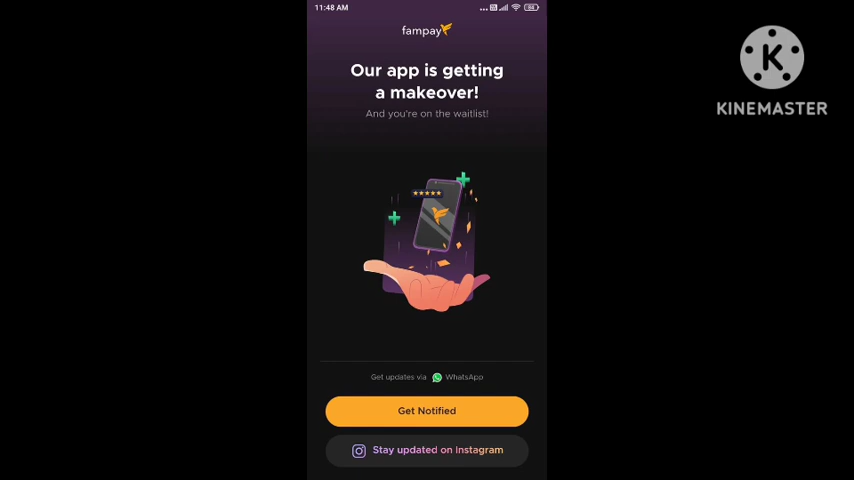 11:48 AM
84
fampay
KINEMASTER
Our app is getting
a makeover!
And you're on the waitlist!
Get updates via WhatsApp
Get Notified
Stay updated on Instagram